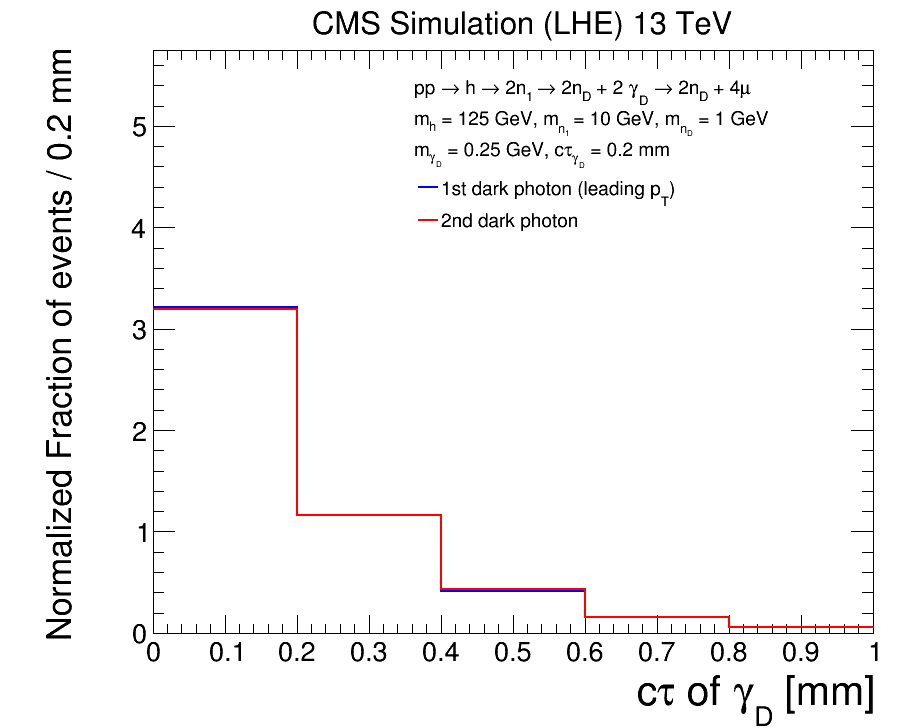 CMS Simulation (LHE) 13 TeV
Normalized Fraction of events / 0.2 mm
pp → h → 2n1 → 2nD + 2 γD → 2nD + 4μ
mh = 125 GeV, mn1 = 10 GeV, mnD = 1 GeV
mγD = 0.25 GeV, cτγD = 0.2 mm
1st dark photon (leading pT)
2nd dark photon
5
4
3
2
1
0
0 0.1 0.2 0.3 0.4 0.5 0.6 0.7 0.8 0.9 1
cτ of γD [mm]